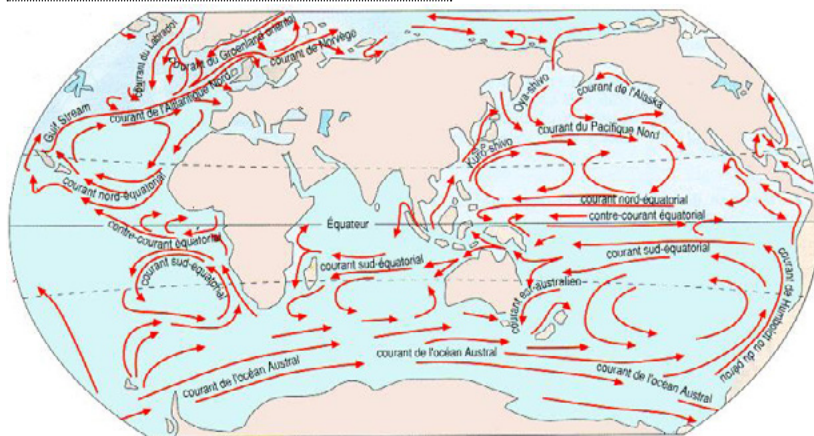 courant du Labrador
courant du Groenland oriental
courant de Norvège
Gulf Stream
courant de l'Atlantique Nord
courant nord-équatorial
contre-courant équatorial
courant sud-équatorial
Équateur
courant sud-équatorial
Oya-shivo
courant de l'Alaska
Kuro-shivo
courant du Pacifique Nord
courant nord-équatorial
contre-courant équatorial
courant sud-équatorial
courant est-australien
courant de Humboldt ou du pérou
courant de l'océan Austral
courant de l'océan Austral
courant de l'océan Austral